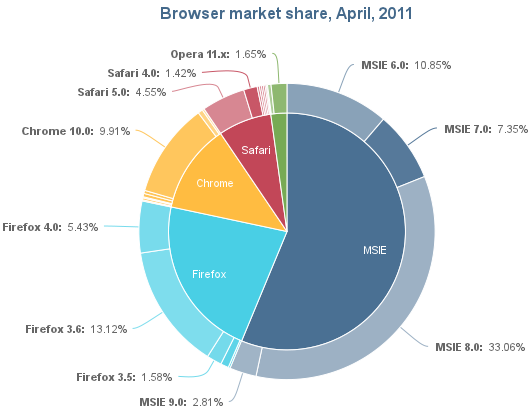 Browser market share, April, 2011
Opera 11.x: 1.65%
MSIE 6.0: 10.85%
Safari 4.0: 1.42%
Safari 5.0: 4.55%
Chrome 10.0: 9.91%
MSIE 7.0: 7.35%
Safari
Chrome
Firefox 4.0: 5.43%
MSIE
Firefox
Firefox 3.6: 13.12%
MSIE 8.0: 33.06%
Firefox 3.5: 1.58%
MSIE 9.0: 2.81%